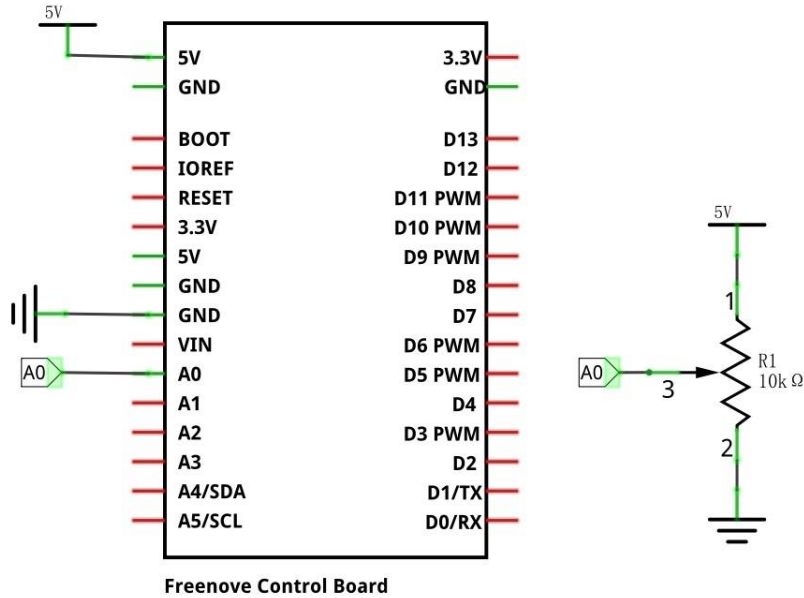 5V
5V
GND
BOOT
IOREF
RESET
3.3V
5V
GND
GND
VIN
A0
A0
A1
A2
A3
A4/SDA
A5/SCL
3.3V
GND
D13
D12
D11 PWM
D10 PWM
D9 PWM
D8
D7
D6 PWM
D5 PWM
D4
D3 PWM
D2
D1/TX
D0/RX
Freenove Control Board
5V
1
R1
10k Ω
A0
3
2